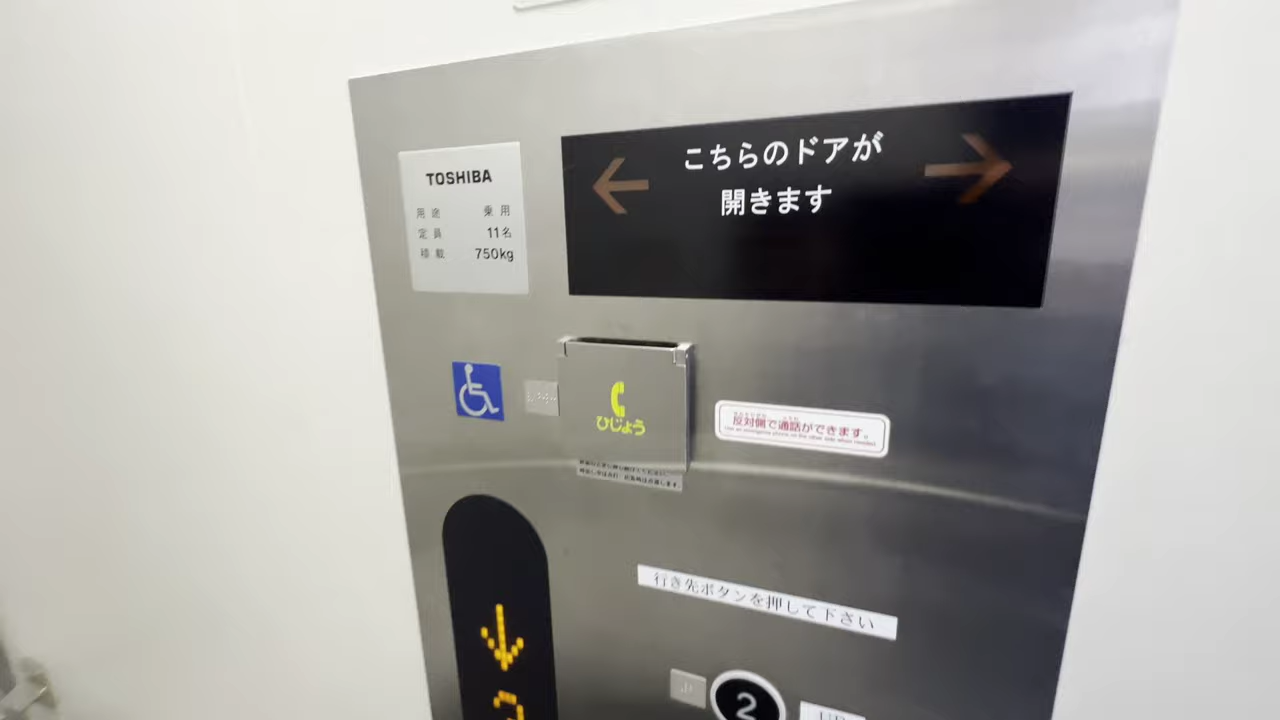 TOSHIBA
用途 乗用
定員 11名
積載 750kg
こちらのドアが
開きます
ひじょう
反対側で通話ができます。
行き先ボタンを押して下さい
2